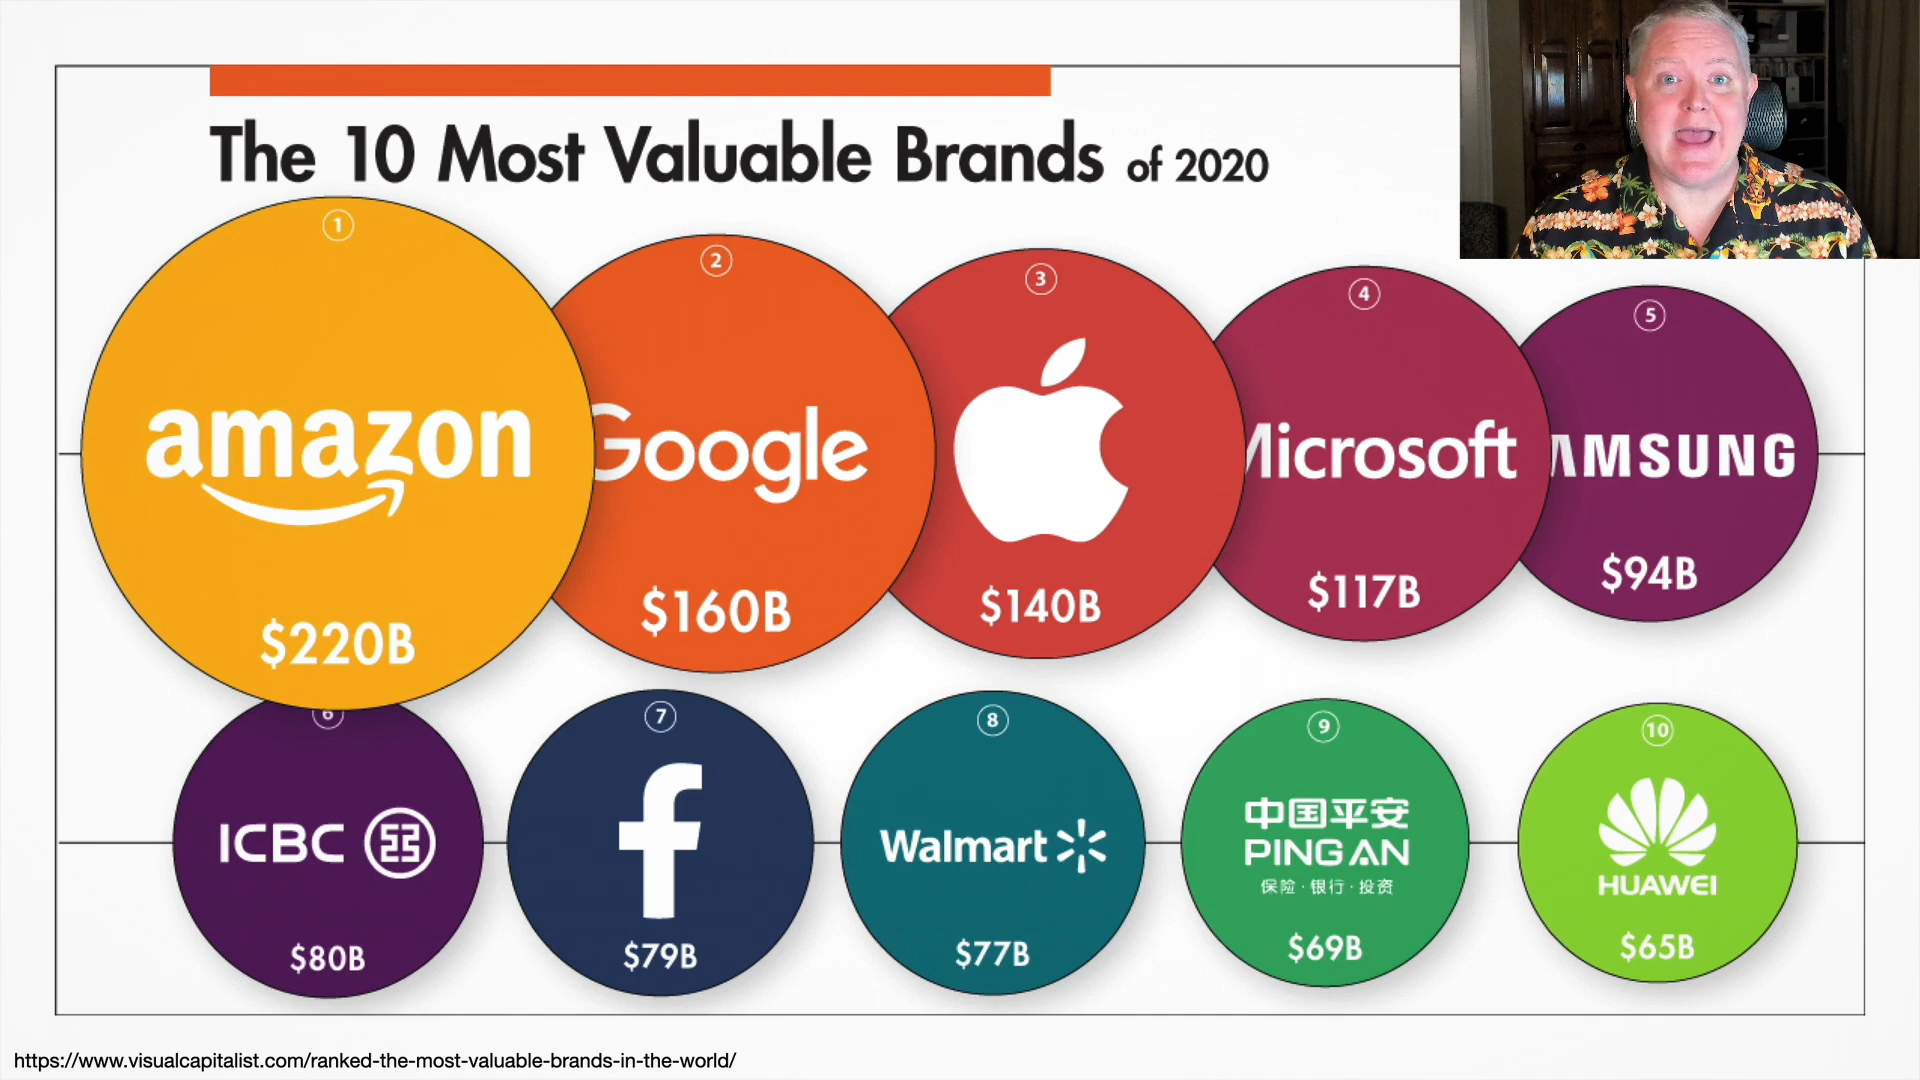 The 10 Most Valuable Brands of 2020
1
2
3
4
5
amazon
Google
Microsoft
AMSUNG
$220B
$160B
$140B
$117B
$94B
6
7
8
9
10
ICBC
Walmart
中国平安
PING AN
保险·银行·投资
HUAWEI
$80B
$79B
$77B
$69B
$65B
https://www.visualcapitalist.com/ranked-the-most-valuable-brands-in-the-world/